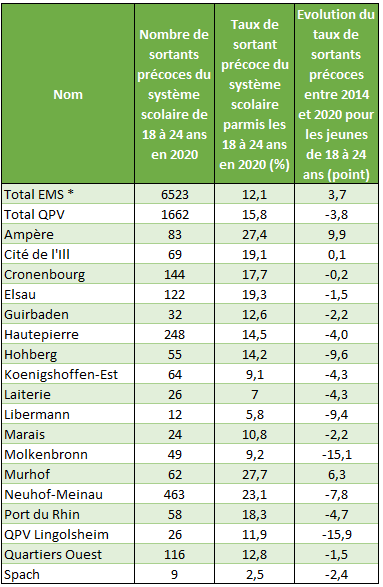 Nom
Nombre de
sortants
précoces du
système
scolaire de
18 à 24 ans
en 2020
Taux de
sortant
précoce du
système
scolaire
parmis les
18 à 24 ans
en 2020 (%)
Evolution du
taux de
sortants
précoces
entre 2014
et 2020 pour
les jeunes
de 18 à 24
ans (point)
Total EMS * 6523 12,1 3,7
Total QPV 1662 15,8 -3,8
Ampère 83 27,4 9,9
Cité de l'Ill 69 19,1 0,1
Cronenbourg 144 17,7 -0,2
Elsau 122 19,3 -1,5
Guirbaden 32 12,6 -2,2
Hautepierre 248 14,5 -4,0
Hohberg 55 14,2 -9,6
Koenigshoffen-Est 64 9,1 -4,3
Laiterie 26 7 -4,3
Libermann 12 5,8 -9,4
Marais 24 10,8 -2,2
Molkenbronn 49 9,2 -15,1
Murhof 62 27,7 6,3
Neuhof-Meinau 463 23,1 -7,8
Port du Rhin 58 18,3 -4,7
QPV Lingolsheim 26 11,9 -15,9
Quartiers Ouest 116 12,8 -1,5
Spach 9 2,5 -2,4